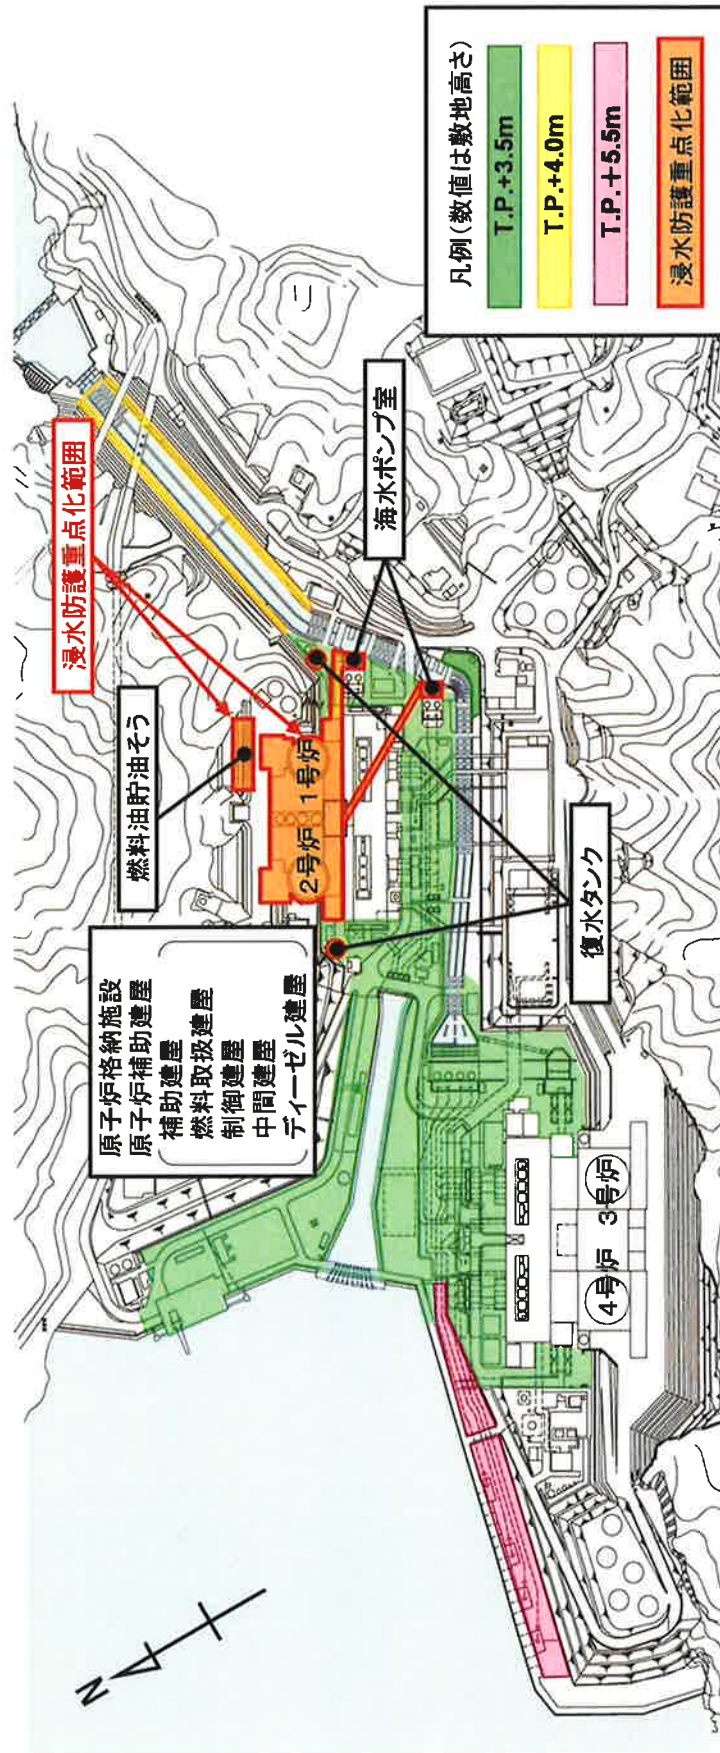 浸水防護重点化範囲
燃料油貯油そう
原子炉格納施設
原子炉補助建屋
補助建屋
燃料取扱建屋
制御建屋
中間建屋
ディーゼル建屋
海水ポンプ室
復水タンク
2号炉 1号炉
4号炉 3号炉
N
凡例(数値は敷地高さ)
T.P.+3.5m
T.P.+4.0m
T.P.+5.5m
浸水防護重点化範囲